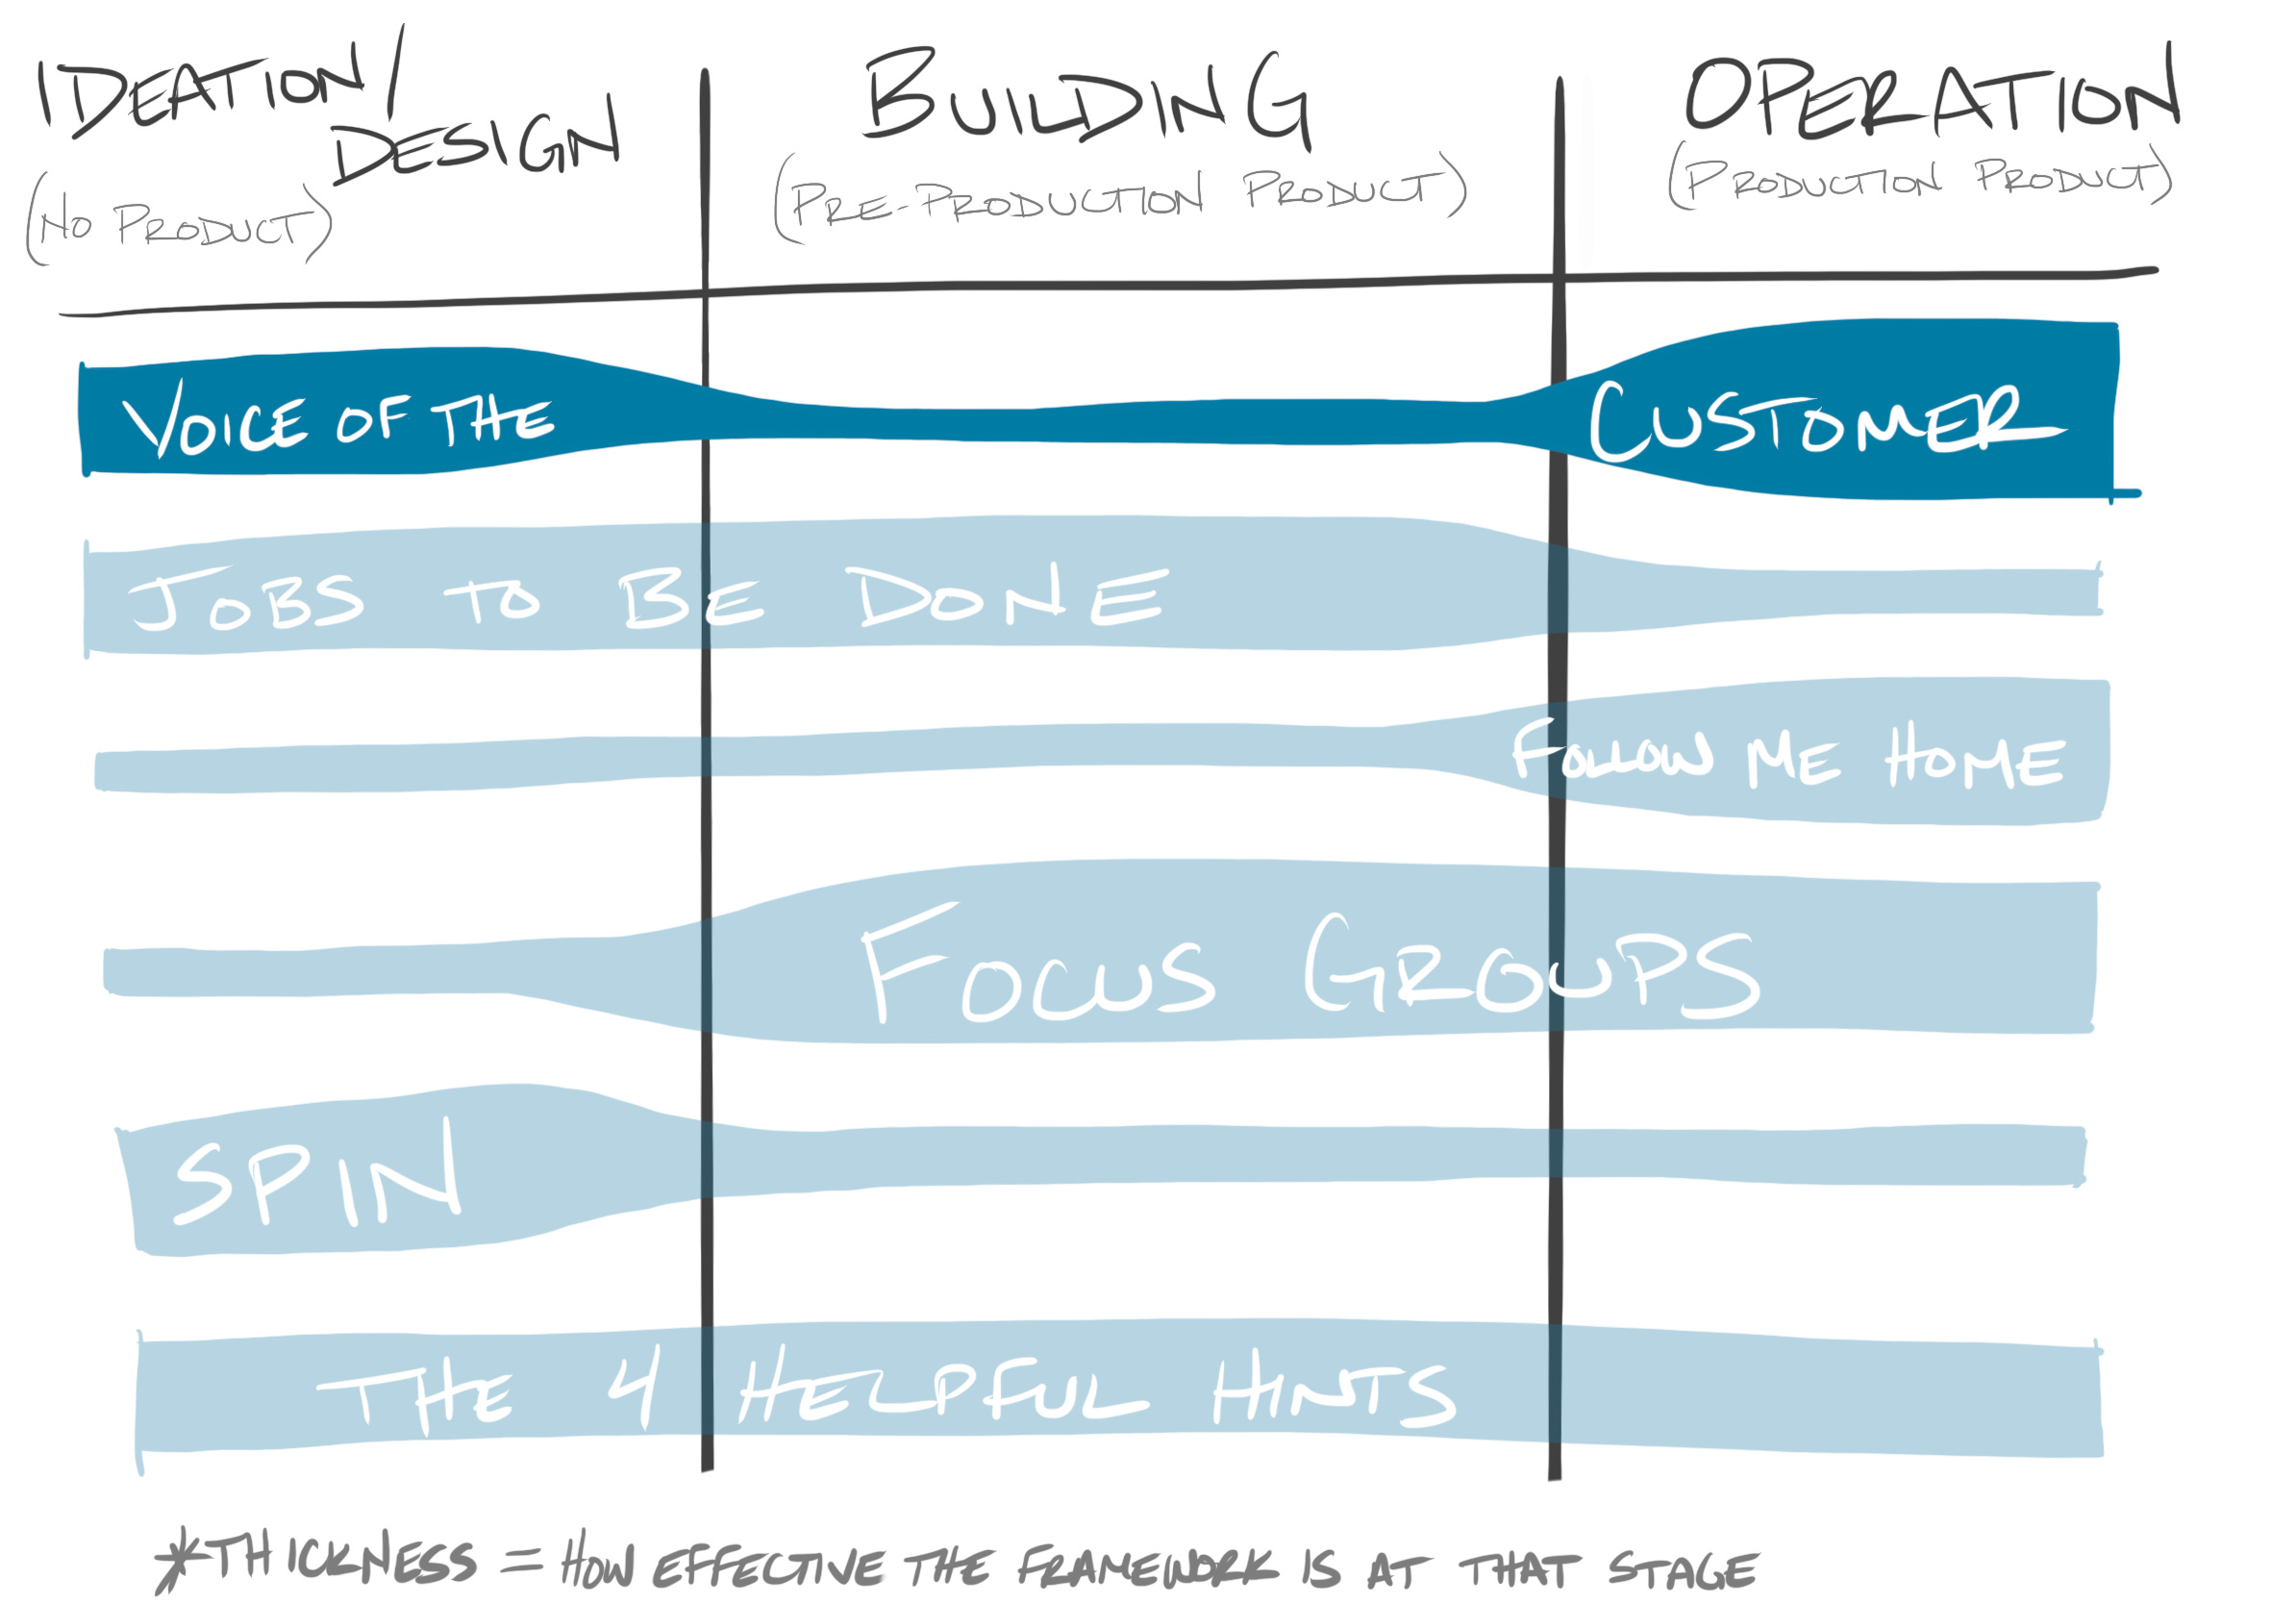 IDEATION/
DESIGN
(NO PRODUCT)
BUILDING
(PRE-PRODUCTION PRODUCT)
OPERATION
(PRODUCTION PRODUCT)
VOICE OF THE CUSTOMER
JOBS TO BE DONE
FOLLOW ME HOME
FOCUS GROUPS
SPIN
THE 4 HELPFUL HINTS
*THICKNESS = HOW EFFECTIVE THE FRAMEWORK IS AT THAT STAGE